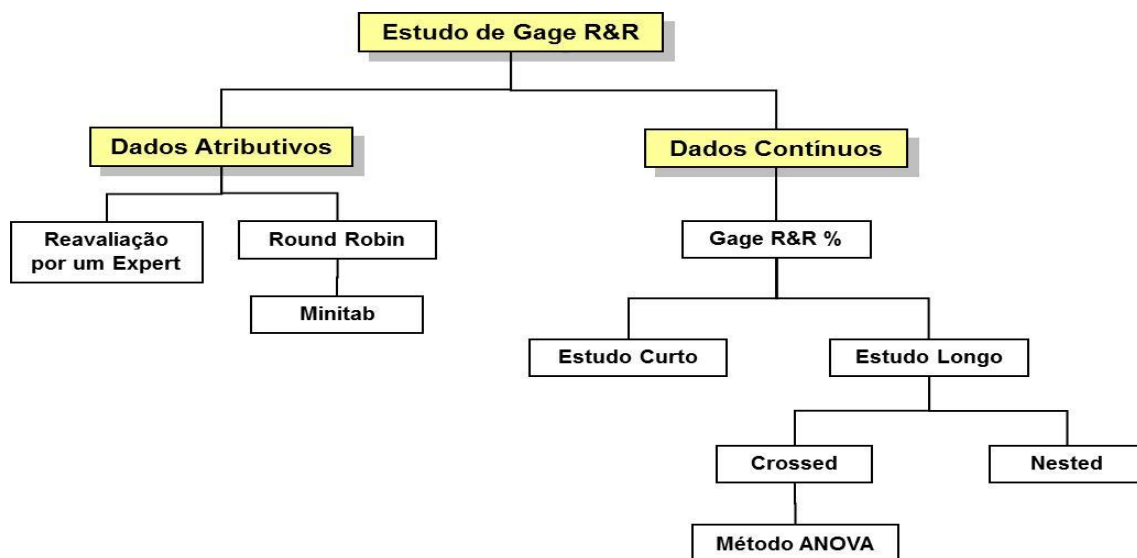 Estudo de Gage R&R
Dados Atributivos
Dados Contínuos
Reavaliação
por um Expert
Round Robin
Gage R&R %
Minitab
Estudo Curto
Estudo Longo
Crossed
Nested
Método ANOVA